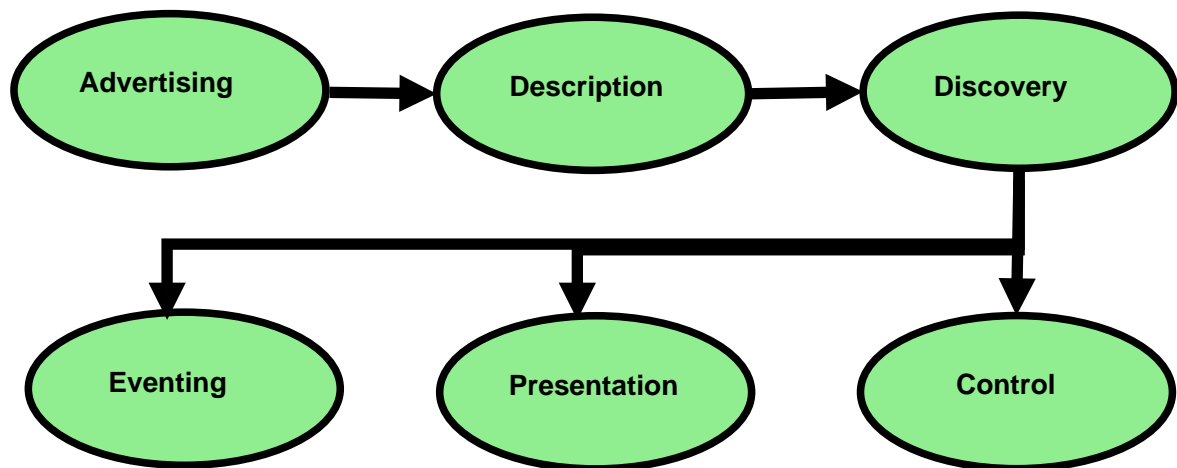 Advertising
Description
Discovery
Eventing
Presentation
Control